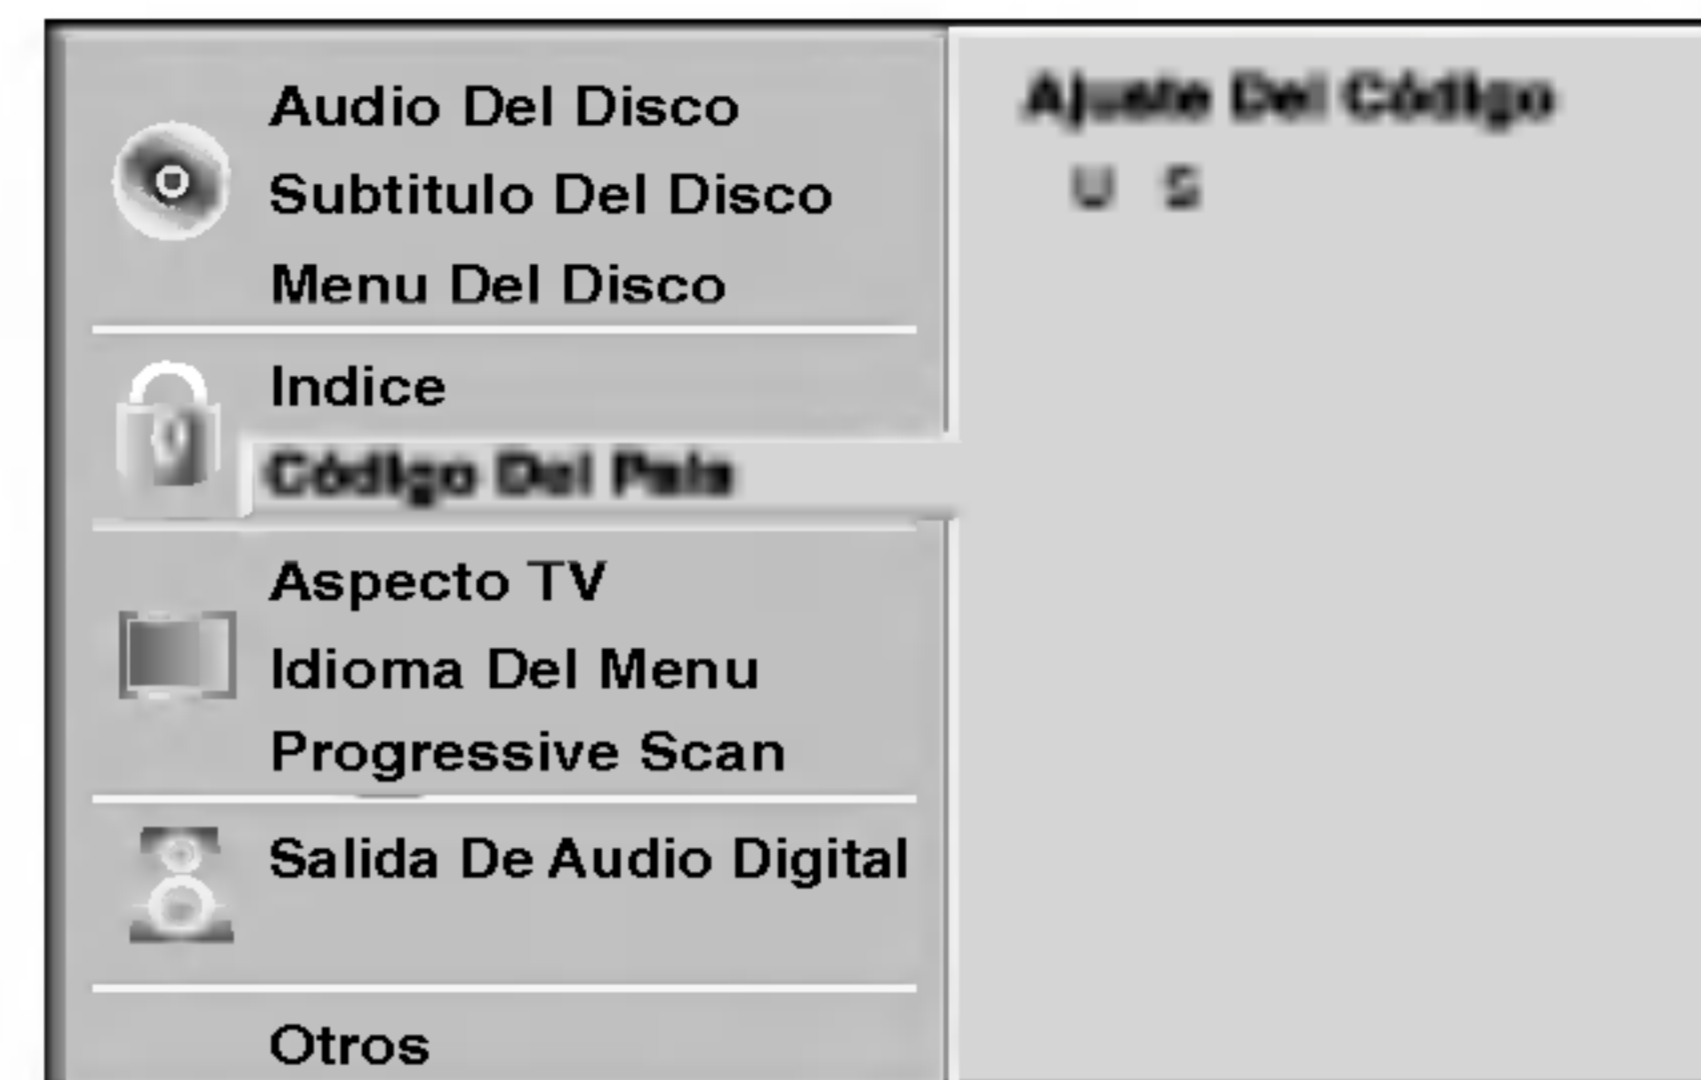 Audio Del Disco
Subtitulo Del Disco
Menu Del Disco
Indice
Código Del Pais
Aspecto TV
Idioma Del Menu
Progressive Scan
Salida De Audio Digital
Otros
Ajuste Del Código
U S